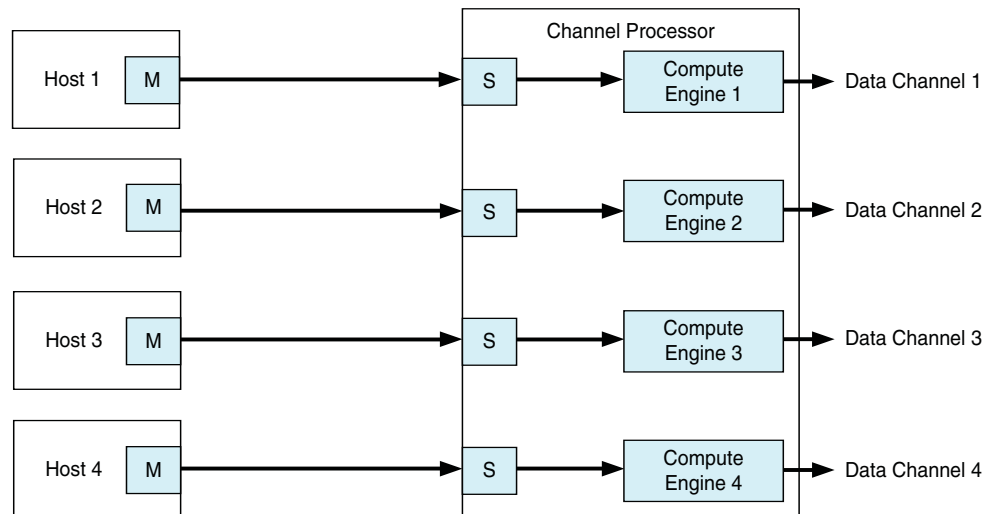 Channel Processor
Host 1
M
S
Compute
Engine 1
Data Channel 1
Host 2
M
S
Compute
Engine 2
Data Channel 2
Host 3
M
S
Compute
Engine 3
Data Channel 3
Host 4
M
S
Compute
Engine 4
Data Channel 4